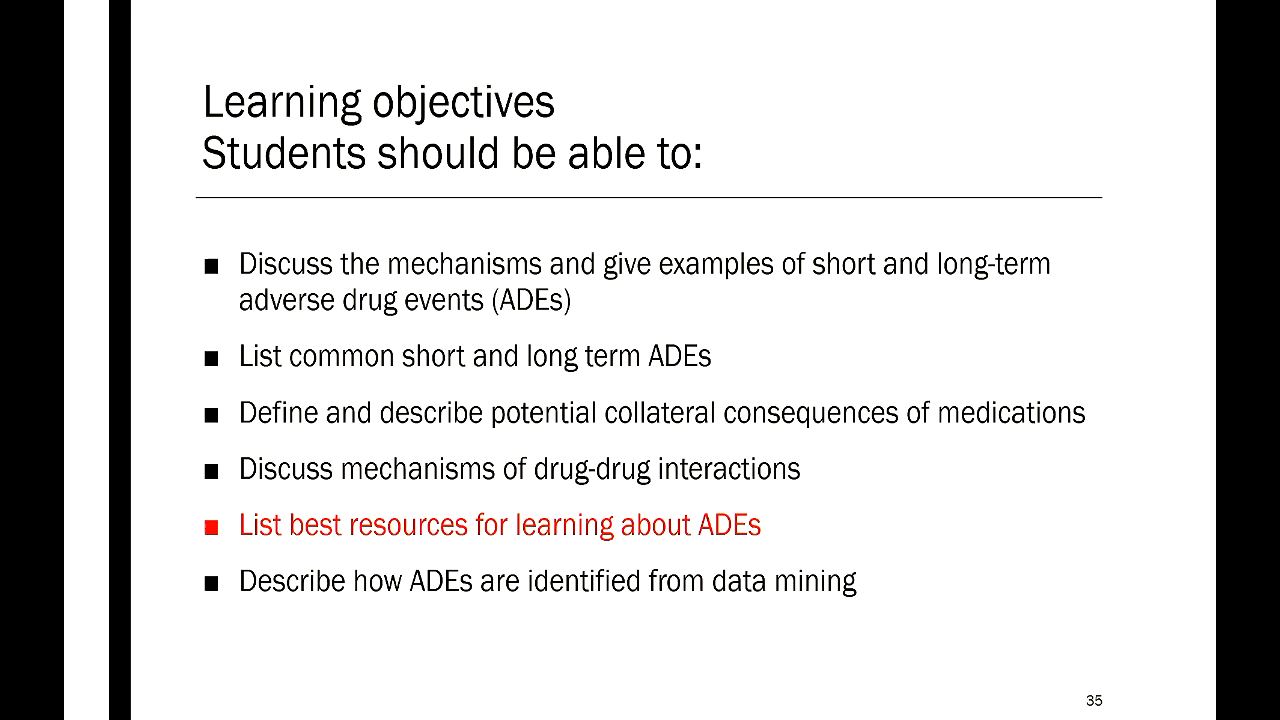 Learning objectives
Students should be able to:
■ Discuss the mechanisms and give examples of short and long-term
adverse drug events (ADEs)
■ List common short and long term ADEs
■ Define and describe potential collateral consequences of medications
■ Discuss mechanisms of drug-drug interactions
■ List best resources for learning about ADEs
■ Describe how ADEs are identified from data mining
35